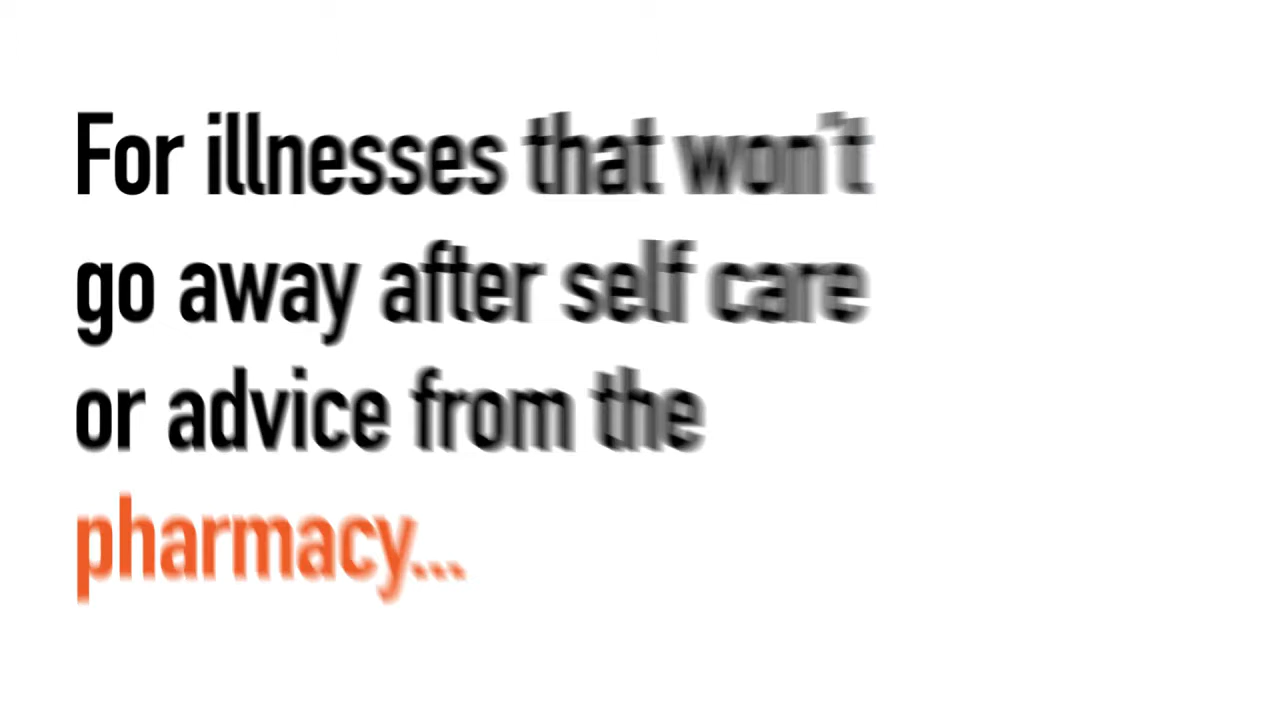 For illnesses that won't
go away after self care
or advice from the
pharmacy...